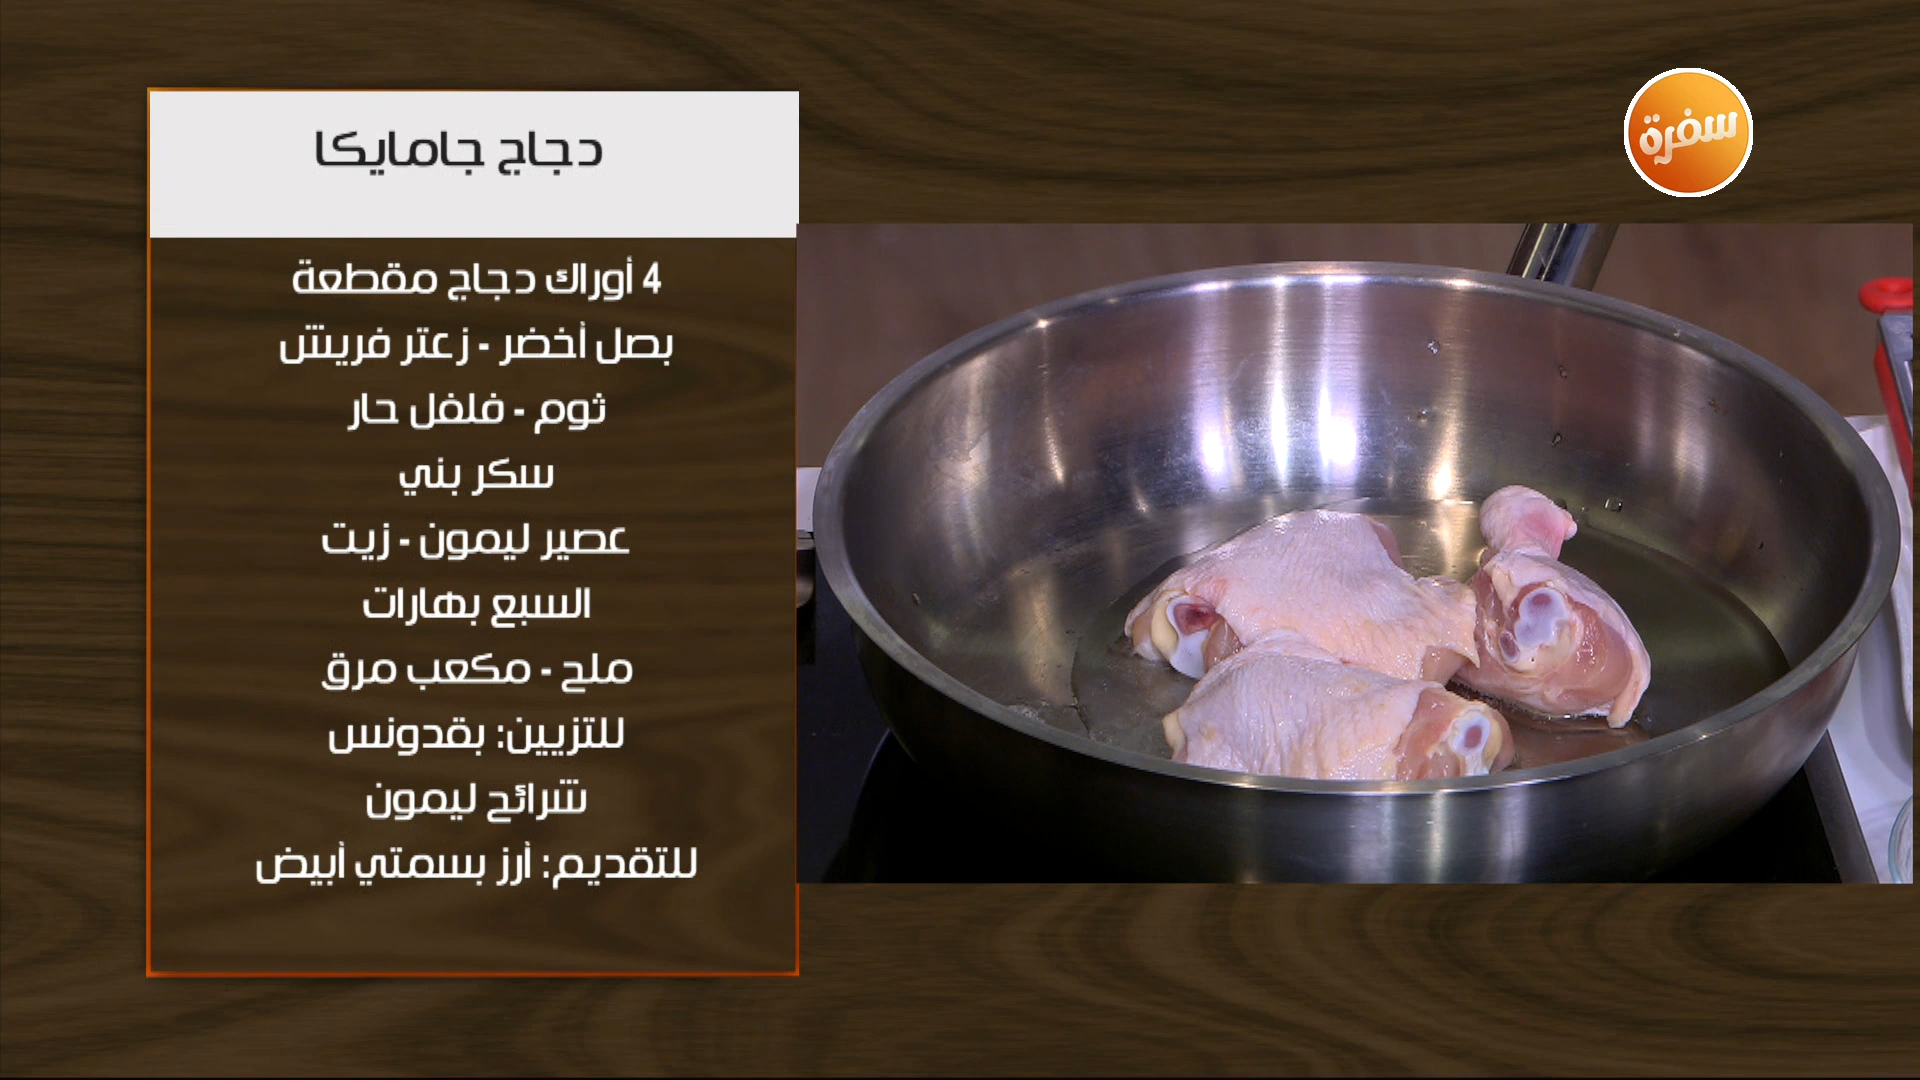 دجاج جامايكا
4 أوراك دجاج مقطعة
بصل أخضر - زعتر فريش
ثوم - فلفل حار
سكر بني
عصير ليمون - زيت
السبع بهارات
ملح - مكعب مرق
للتزيين: بقدونس
شرائح ليمون
للتقديم: أرز بسمتي أبيض
سفرة